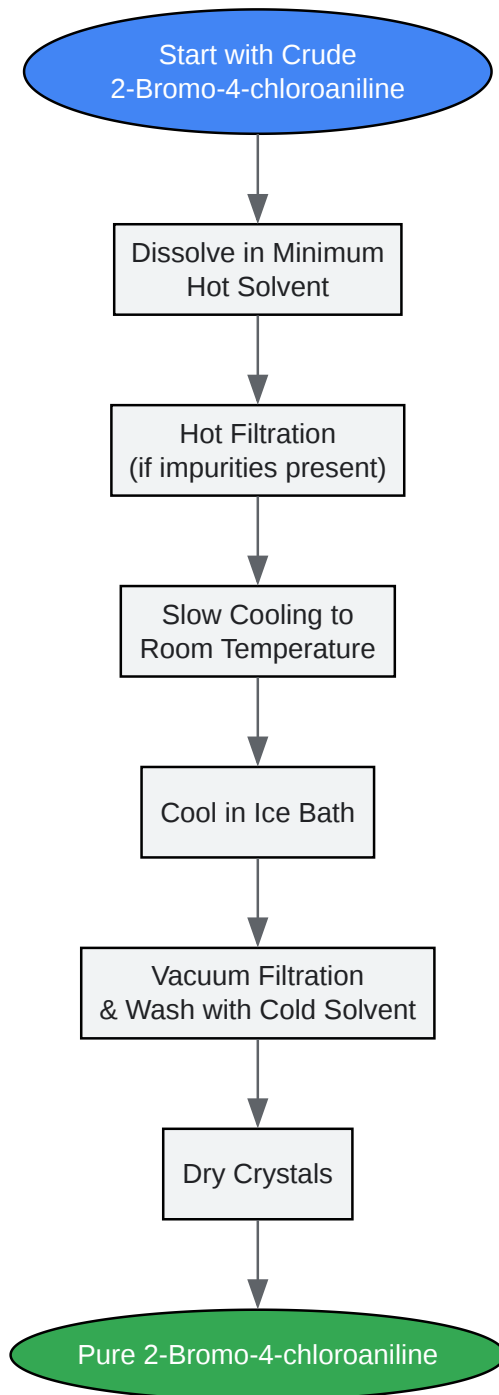 Start with Crude
2-Bromo-4-chloroaniline
Dissolve in Minimum
Hot Solvent
Hot Filtration
(if impurities present)
Slow Cooling to
Room Temperature
Cool in Ice Bath
Vacuum Filtration
& Wash with Cold Solvent
Dry Crystals
Pure 2-Bromo-4-chloroaniline